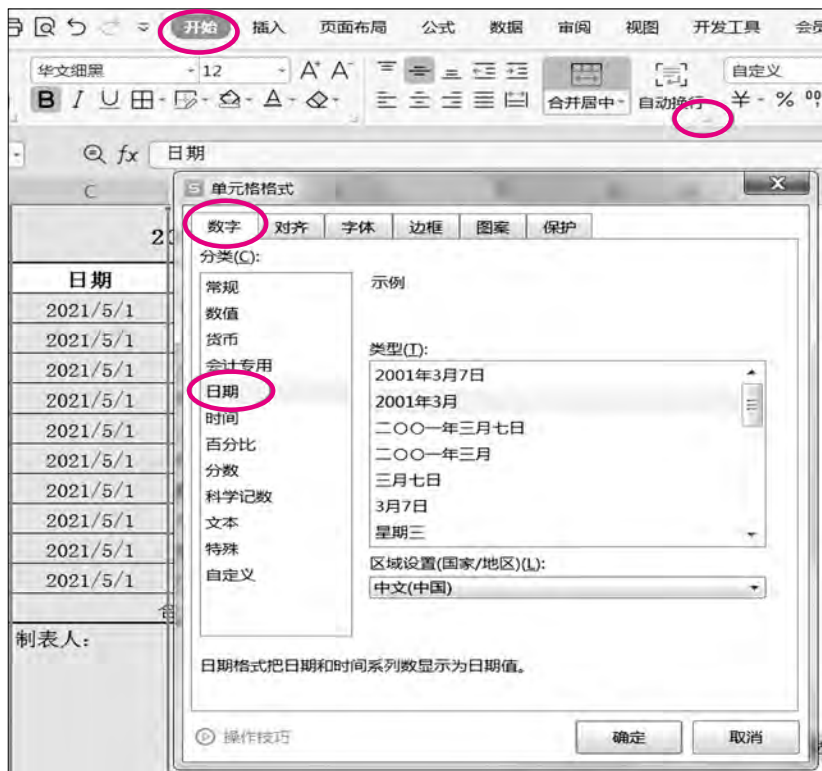 开始 插入 页面布局 公式 数据 审阅 视图 开发工具 会员
华文细黑 12 A+ A- 自定义
B I U A 合并居中 自动换行 ¥ % 00
fx 日期
C
单元格格式
2
数字 对齐 字体 边框 图案 保护
分类(C):
日期
常规
示例
2021/5/1
数值
2021/5/1
货币
类型(T):
2021/5/1
会计专用
2001年3月7日
2021/5/1
日期
2001年3月
2021/5/1
时间
二〇〇一年三月七日
2021/5/1
百分比
二〇〇一年三月
2021/5/1
分数
三月七日
2021/5/1
科学记数
3月7日
2021/5/1
文本
星期三
2021/5/1
特殊
区域设置(国家/地区)(L):
自定义
中文(中国)
制表人:
日期格式把日期和时间系列数显示为日期值。
操作技巧
确定 取消